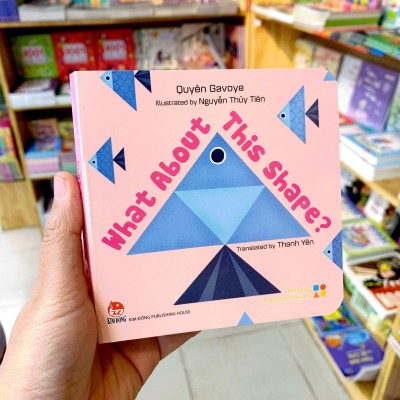 Quyên Gavoye
Illustrated by Nguyễn Thủy Tiên
What About
This Shape?
Translated by Thanh Yên
KIM ĐỒNG
KIM ĐỒNG PUBLISHING HOUSE